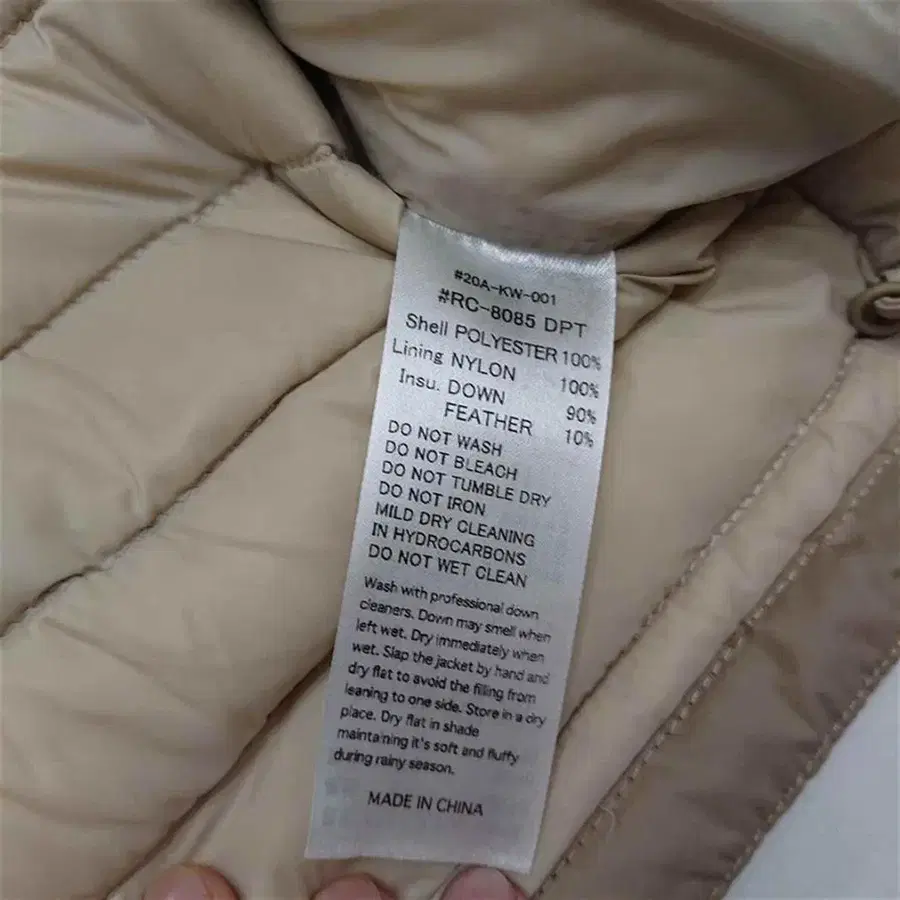 #20A-KW-001
#RC-8085 DPT
Shell POLYESTER 100%
Lining NYLON 100%
Insu. DOWN 90%
FEATHER 10%
DO NOT WASH
DO NOT BLEACH
DO NOT TUMBLE DRY
DO NOT IRON
MILD DRY CLEANING
IN HYDROCARBONS
DO NOT WET CLEAN
Wash with professional down
cleaners. Down may smell when
left wet. Dry immediately when
wet. Slap the jacket by hand and
dry flat to avoid the filling from
leaning to one side. Store in a dry
place. Dry flat in shade
maintaining it's soft and fluffy
during rainy season.
MADE IN CHINA